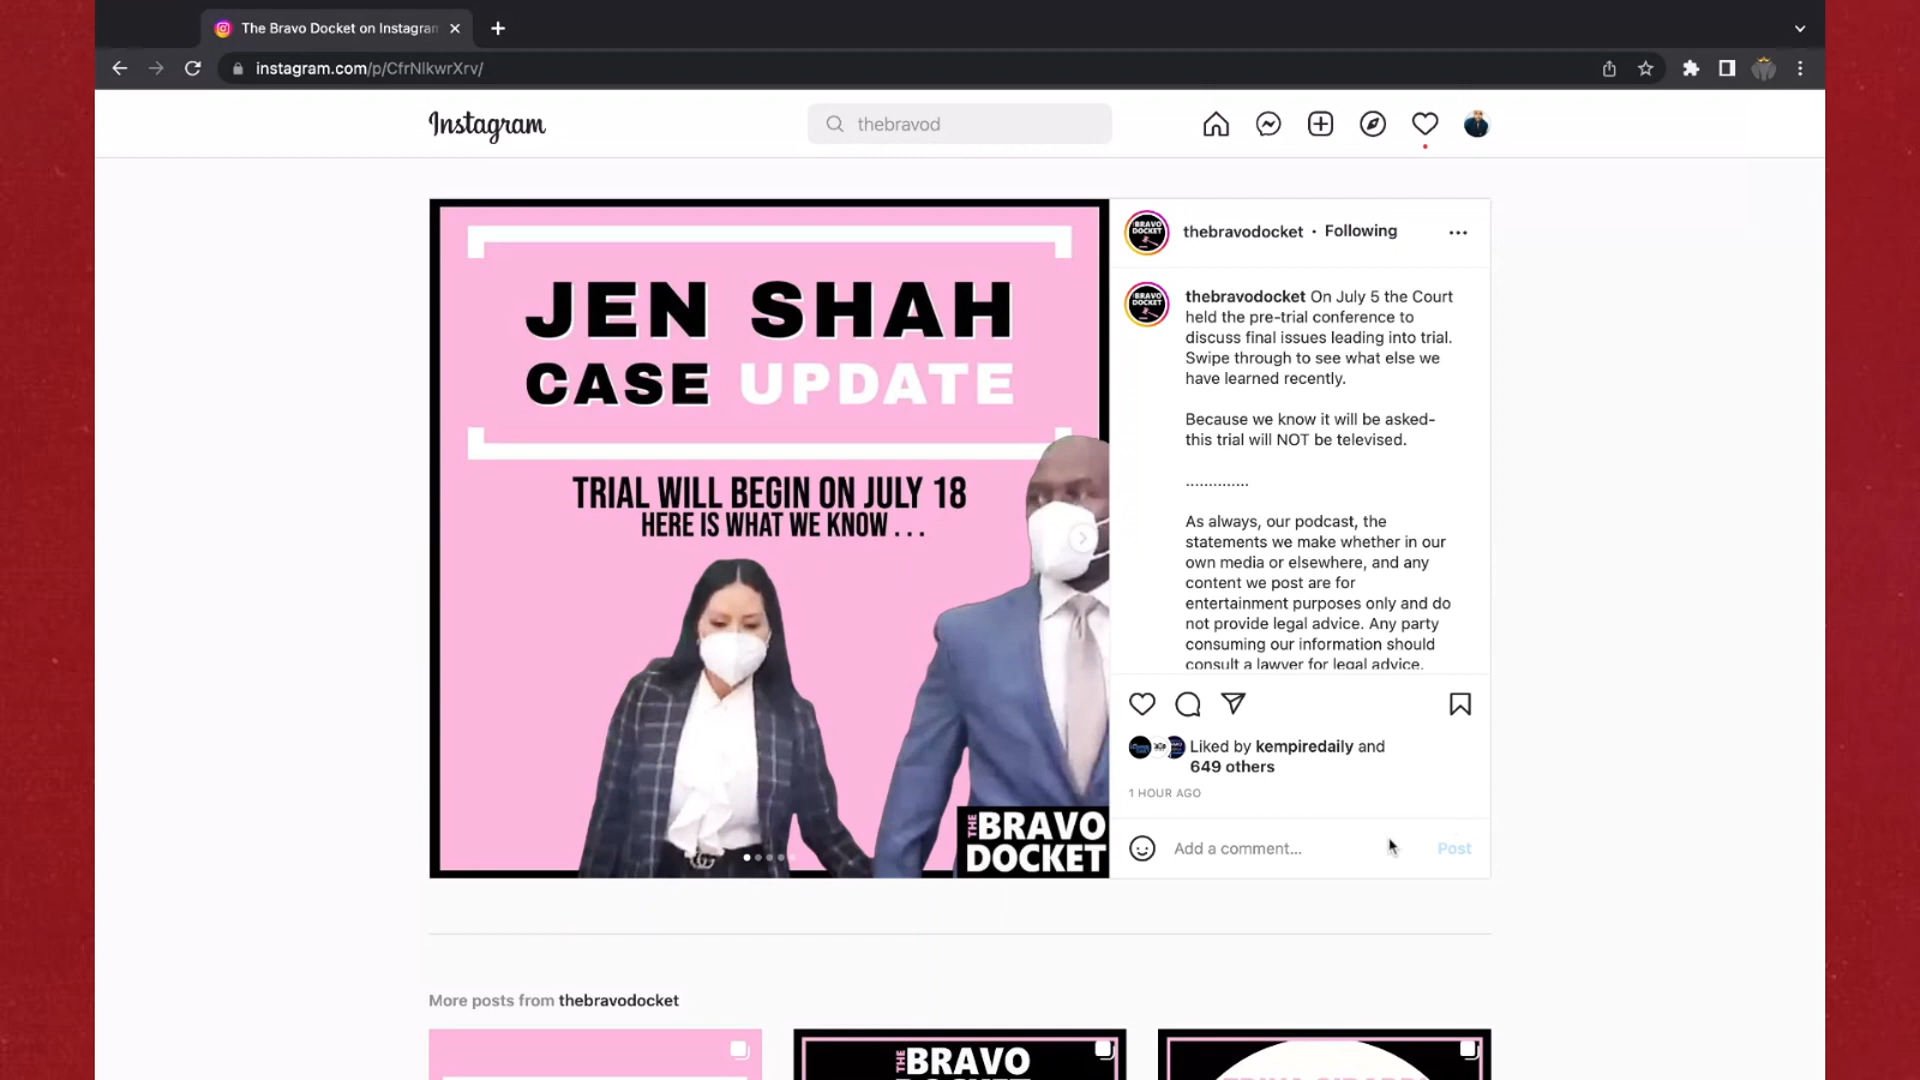 The Bravo Docket on Instagram
instagram.com/p/CfrNlkwrXrv/
Instagram
thebravod
JEN SHAH
CASE UPDATE
TRIAL WILL BEGIN ON JULY 18
HERE IS WHAT WE KNOW . . .
THE BRAVO
DOCKET
BRAVO
DOCKET
thebravodocket • Following
BRAVO
DOCKET
thebravodocket On July 5 the Court
held the pre-trial conference to
discuss final issues leading into trial.
Swipe through to see what else we
have learned recently.
Because we know it will be asked-
this trial will NOT be televised.
..............
As always, our podcast, the
statements we make whether in our
own media or elsewhere, and any
content we post are for
entertainment purposes only and do
not provide legal advice. Any party
consuming our information should
consult a lawyer for legal advice.
Liked by kempiredaily and
649 others
1 HOUR AGO
Add a comment...
Post
More posts from thebravodocket
THE BRAVO